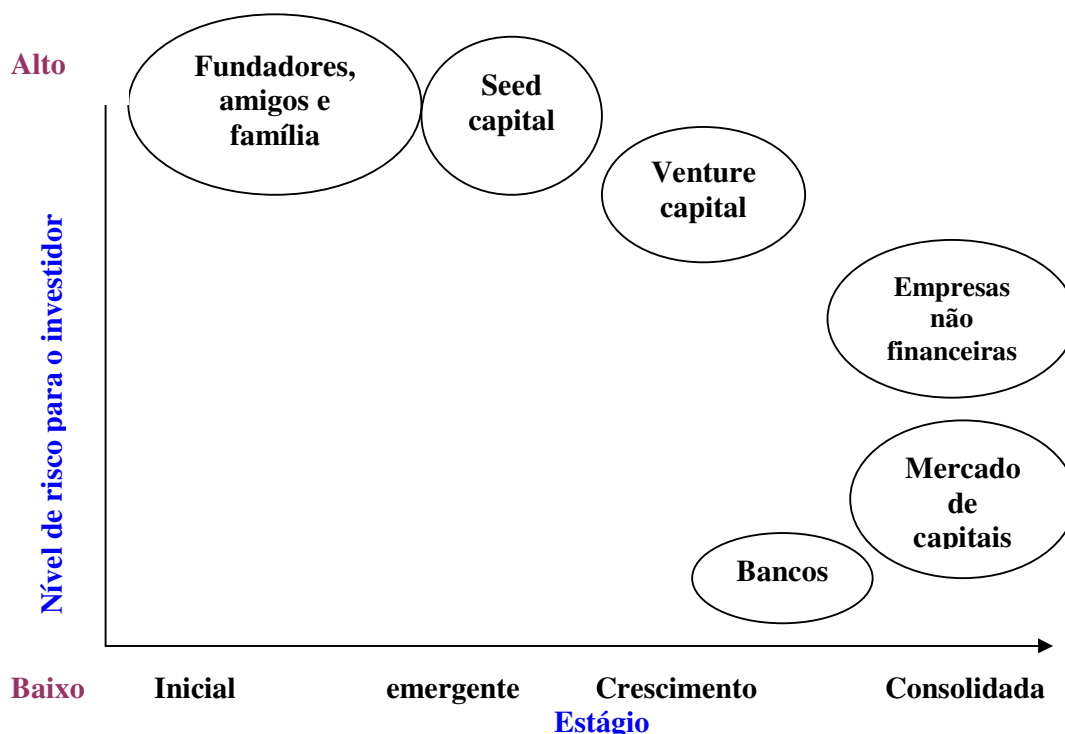 Alto
Fundadores,
amigos e
família
Seed
capital
Venture
capital
Empresas
não
financeiras
Mercado
de
capitais
Bancos
Nível de risco para o investidor
Baixo
Inicial
emergente
Crescimento
Consolidada
Estágio